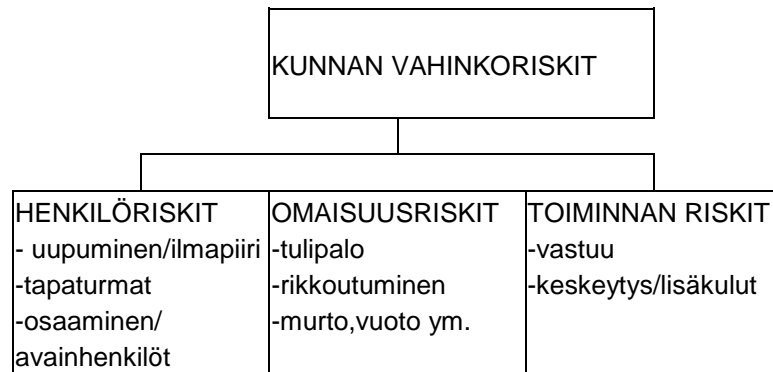 KUNNAN VAHINKORISKIT
HENKILÖRISKIT
- uupuminen/ilmapiiri
-tapaturmat
-osaaminen/
avainhenkilöt
OMAISUUSRISKIT
-tulipalo
-rikkoutuminen
-murto,vuoto ym.
TOIMINNAN RISKIT
-vastuu
-keskeytys/lisäkulut